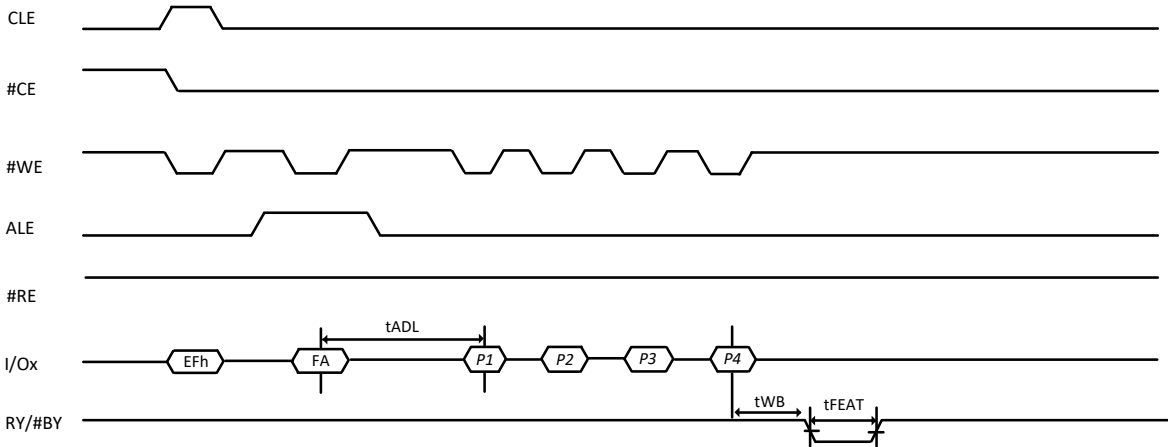 CLE
#CE
#WE
ALE
#RE
tADL
I/Ox EFh FA P1 P2 P3 P4
tWB tFEAT
RY/#BY